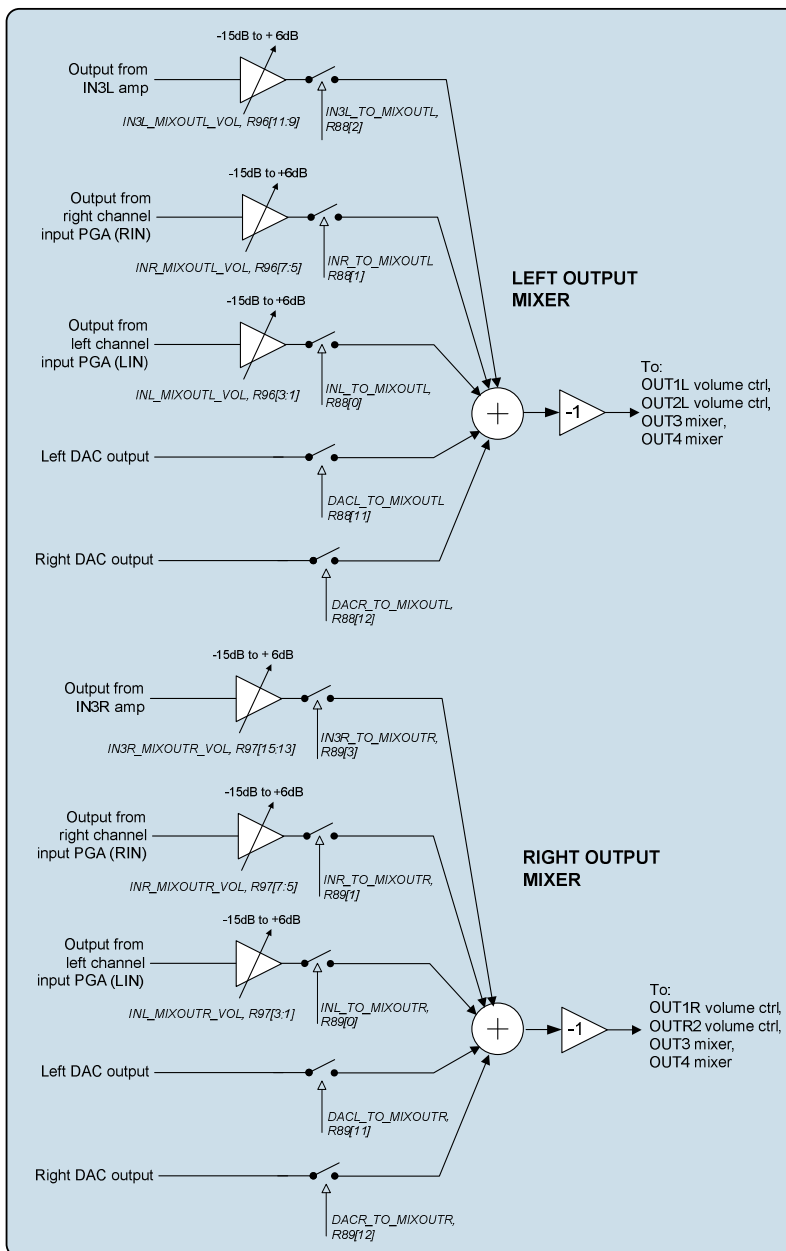 -15dB to + 6dB
Output from
IN3L amp
IN3L_TO_MIXOUTL,
R88[2]
IN3L_MIXOUTL_VOL, R96[11:9]
-15dB to +6dB
Output from
right channel
input PGA (RIN)
INR_TO_MIXOUTL
R88[1]
INR_MIXOUTL_VOL, R96[7:5]
LEFT OUTPUT
MIXER
-15dB to +6dB
Output from
left channel
input PGA (LIN)
INL_TO_MIXOUTL,
R88[0]
INL_MIXOUTL_VOL, R96[3:1]
+
-1
To:
OUT1L volume ctrl,
OUT2L volume ctrl,
OUT3 mixer,
OUT4 mixer
Left DAC output
DACL_TO_MIXOUTL
R88[11]
Right DAC output
DACR_TO_MIXOUTL,
R88[12]
-15dB to + 6dB
Output from
IN3R amp
IN3R_TO_MIXOUTR,
R89[3]
IN3R_MIXOUTR_VOL, R97[15:13]
-15dB to +6dB
Output from
right channel
input PGA (RIN)
INR_TO_MIXOUTR,
R89[1]
INR_MIXOUTR_VOL, R97[7:5]
RIGHT OUTPUT
MIXER
-15dB to +6dB
Output from
left channel
input PGA (LIN)
INL_TO_MIXOUTR,
R89[0]
INL_MIXOUTR_VOL, R97[3:1]
+
-1
To:
OUT1R volume ctrl,
OUTR2 volume ctrl,
OUT3 mixer,
OUT4 mixer
Left DAC output
DACL_TO_MIXOUTR,
R89[11]
Right DAC output
DACR_TO_MIXOUTR,
R89[12]